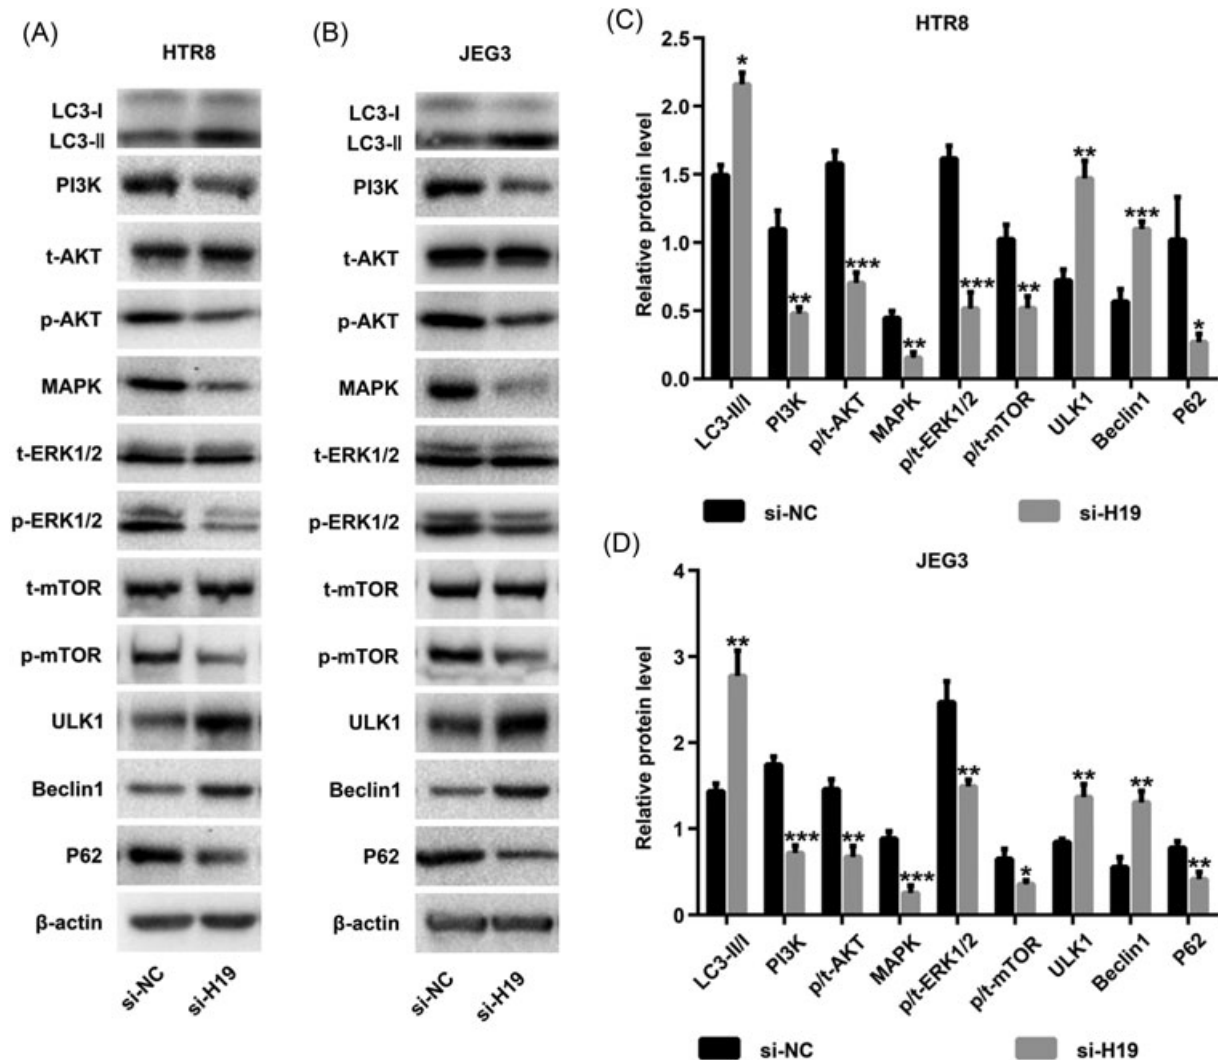 (A)
HTR8
LC3-I
LC3-II
PI3K
t-AKT
p-AKT
MAPK
t-ERK1/2
p-ERK1/2
t-mTOR
p-mTOR
ULK1
Beclin1
P62
β-actin
si-NC si-H19
(B)
JEG3
LC3-I
LC3-II
PI3K
t-AKT
p-AKT
MAPK
t-ERK1/2
p-ERK1/2
t-mTOR
p-mTOR
ULK1
Beclin1
P62
β-actin
si-NC si-H19
(C)
HTR8
Relative protein level
2.5
2.0
1.5
1.0
0.5
0.0
* ** *** ** *** ** ** *** *
LC3-II/I PI3K p/t-AKT MAPK p/t-ERK1/2 p/t-mTOR ULK1 Beclin1 P62
si-NC si-H19
(D)
JEG3
Relative protein level
4
3
2
1
0
** *** ** *** ** * ** ** **
LC3-II/I PI3K p/t-AKT MAPK p/t-ERK1/2 p/t-mTOR ULK1 Beclin1 P62
si-NC si-H19